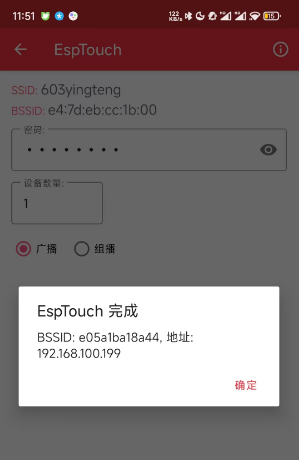 11:51 122 KB/s 15
EspTouch
SSID: 603yingteng
BSSID: e4:7d:eb:cc:1b:00
密码:
••••••••
设备数量:
1
广播 组播
EspTouch 完成
BSSID: e05a1ba18a44, 地址:
192.168.100.199
确定